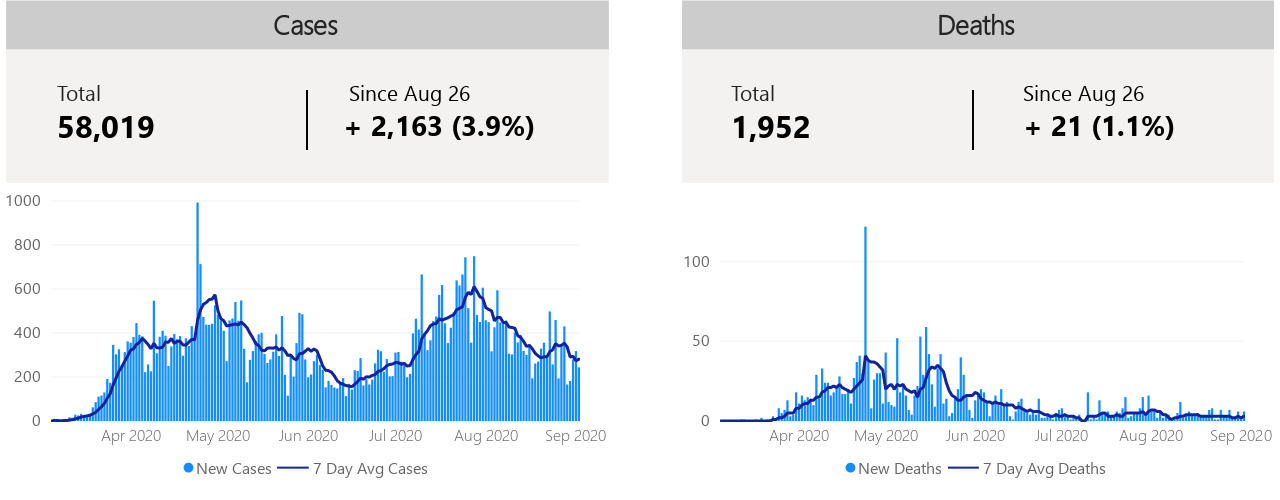 Cases
Total
58,019
Since Aug 26
+ 2,163 (3.9%)
1000
800
600
400
200
0
Apr 2020 May 2020 Jun 2020 Jul 2020 Aug 2020 Sep 2020
New Cases 7 Day Avg Cases
Deaths
Total
1,952
Since Aug 26
+ 21 (1.1%)
100
50
0
Apr 2020 May 2020 Jun 2020 Jul 2020 Aug 2020 Sep 2020
New Deaths 7 Day Avg Deaths